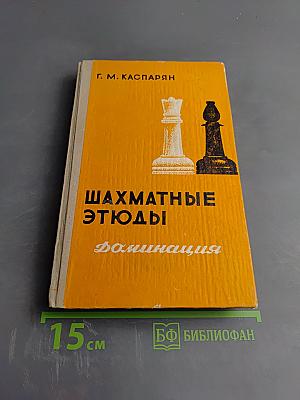 Г. М. КАСПАРЯН
ШАХМАТНЫЕ
ЭТЮДЫ
Доминация
15 см
БФ БИБЛИОФАН